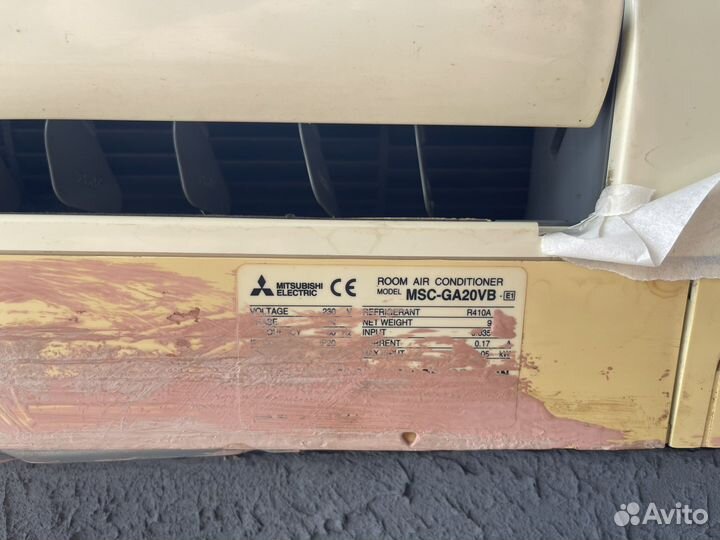 MITSUBISHI ELECTRIC CE ROOM AIR CONDITIONER
MODEL MSC-GA20VB - E1
VOLTAGE 230 V REFRIGERANT R410A
NET WEIGHT 9
INPUT
0.17 A
kW
Avito